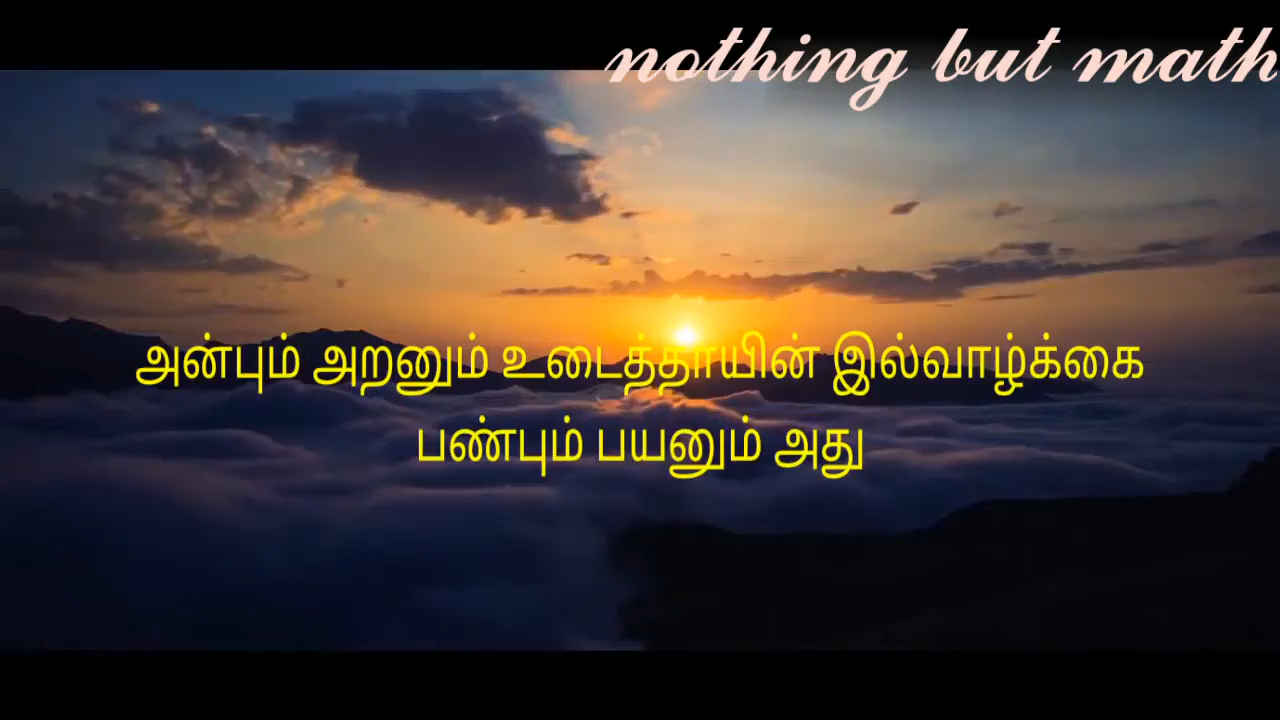 nothing but math
அன்பும் அறனும் உடைத்தாயின் இல்வாழ்க்கை
பண்பும் பயனும் அது